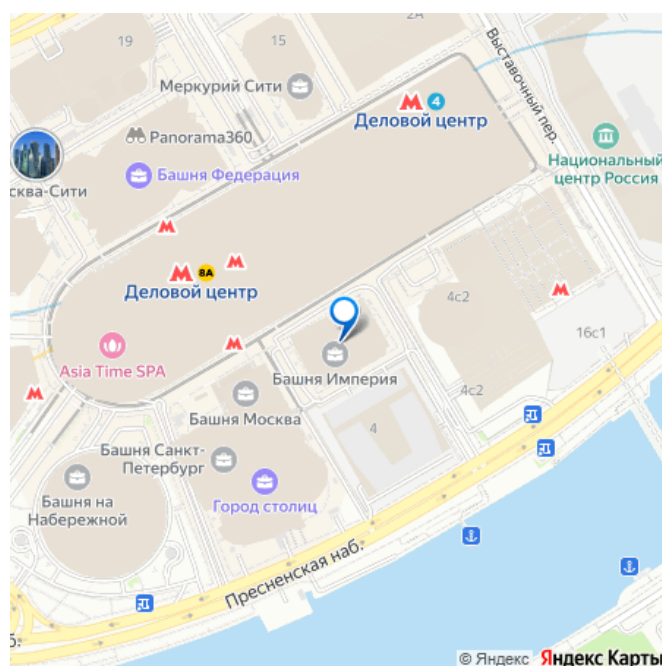 2А
19
15
Выставочный пер.
Меркурий Сити
4
Деловой центр
Panorama360
Национальный
центр Россия
Башня Федерация
сква-Сити
8А
Деловой центр
4с2
16с1
Asia Time SPA
Башня Империя
4с2
Башня Москва
4
Башня Санкт-
Петербург
Башня на
Набережной
Город столиц
Пресненская наб.
б.
© Яндекс Яндекс Карты